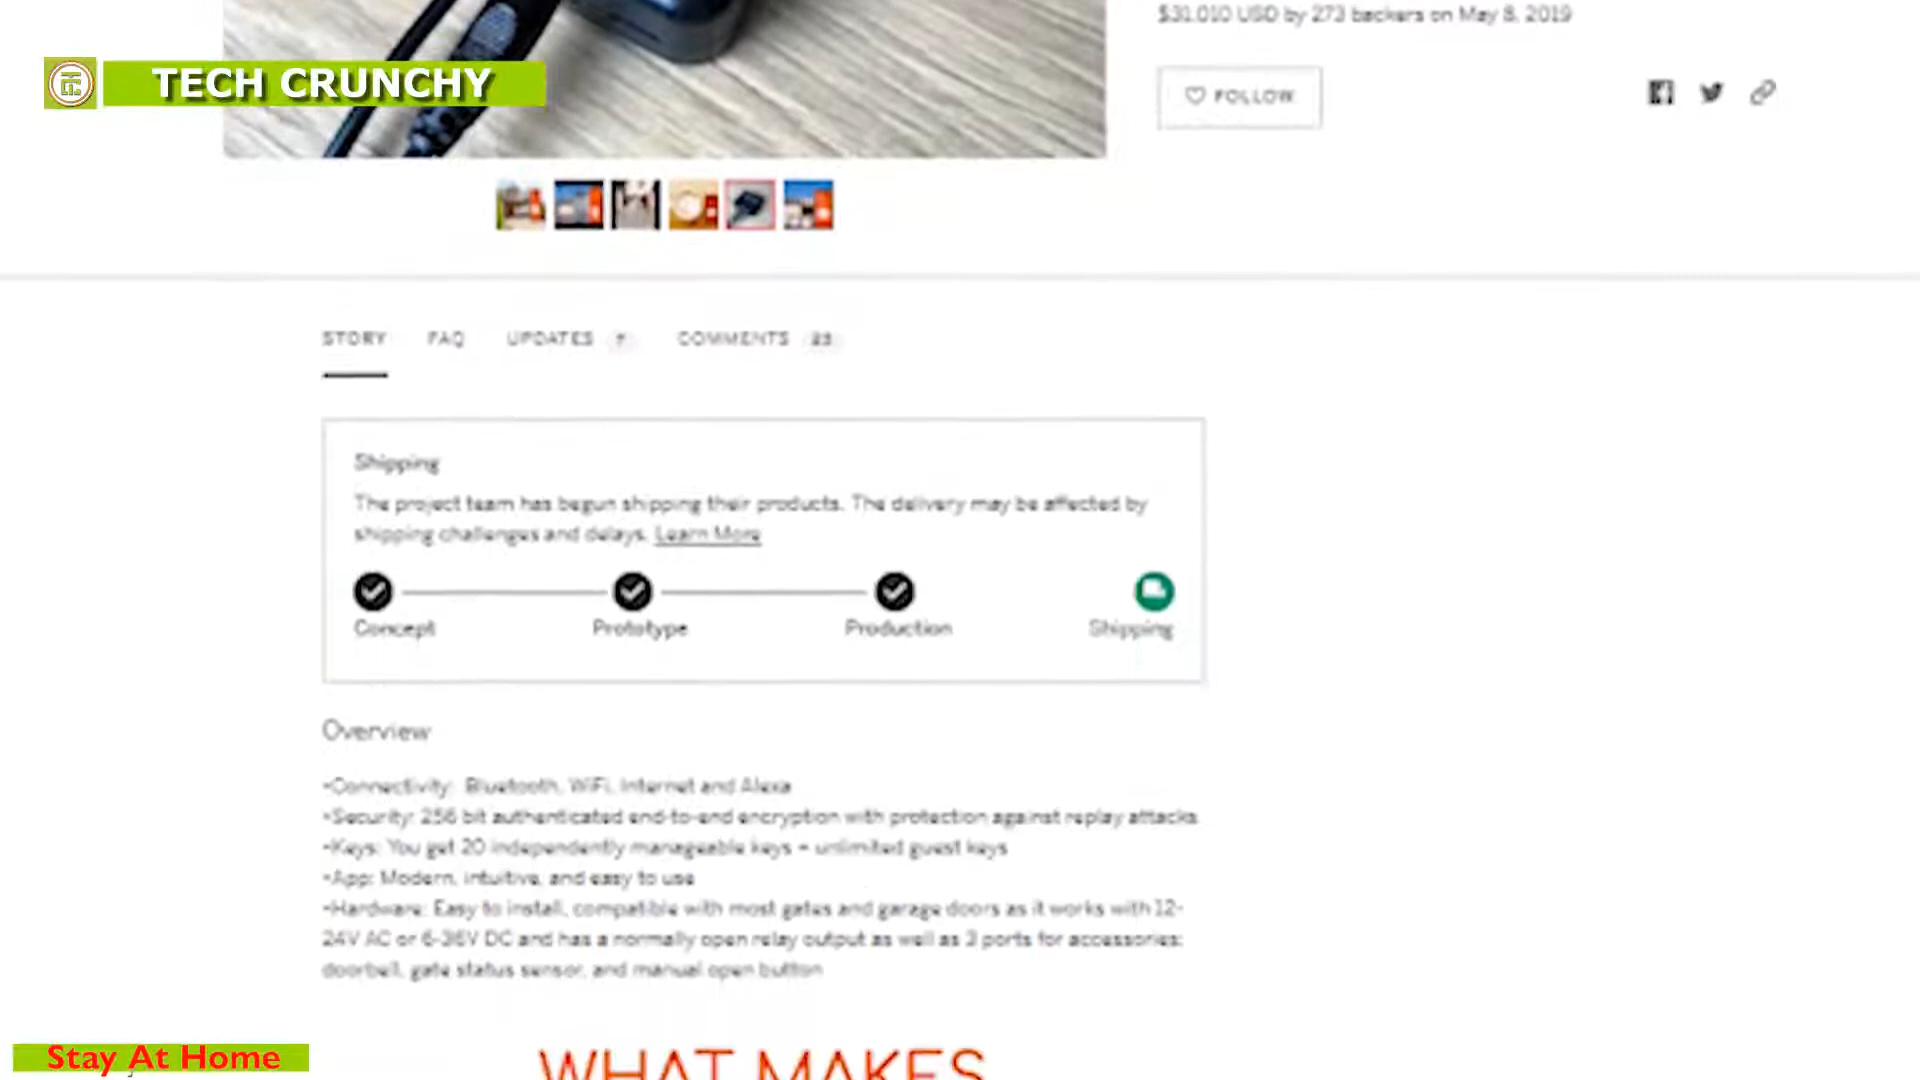 $31,010 USD by 273 backers on May 8, 2019
TECH CRUNCHY
FOLLOW
STORY FAQ UPDATES 7 COMMENTS 23
Shipping
The project team has begun shipping their products. The delivery may be affected by
shipping challenges and delays. Learn More
Concept Prototype Production Shipping
Overview
•Connectivity: Bluetooth, WiFi, Internet and Alexa
•Security: 256 bit authenticated end-to-end encryption with protection against replay attacks
•Keys: You get 20 independently manageable keys + unlimited guest keys
•App: Modern, intuitive, and easy to use
•Hardware: Easy to install, compatible with most gates and garage doors as it works with 12-
24V AC or 6-36V DC and has a normally open relay output as well as 3 ports for accessories:
doorbell, gate status sensor, and manual open button
WHAT MAKES
Stay At Home